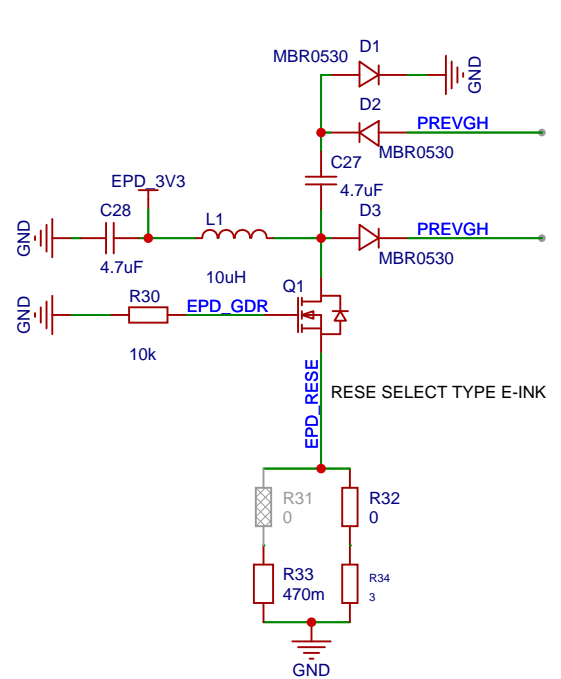 D1
MBR0530
GND
D2
PREVGH
MBR0530
C27
4.7uF
EPD_3V3
C28
GND
4.7uF
L1
10uH
D3
PREVGH
MBR0530
Q1
R30
GND
EPD_GDR
10k
EPD_RESE
RESE SELECT TYPE E-INK
R31
0
R32
0
R33
470m
R34
3
GND